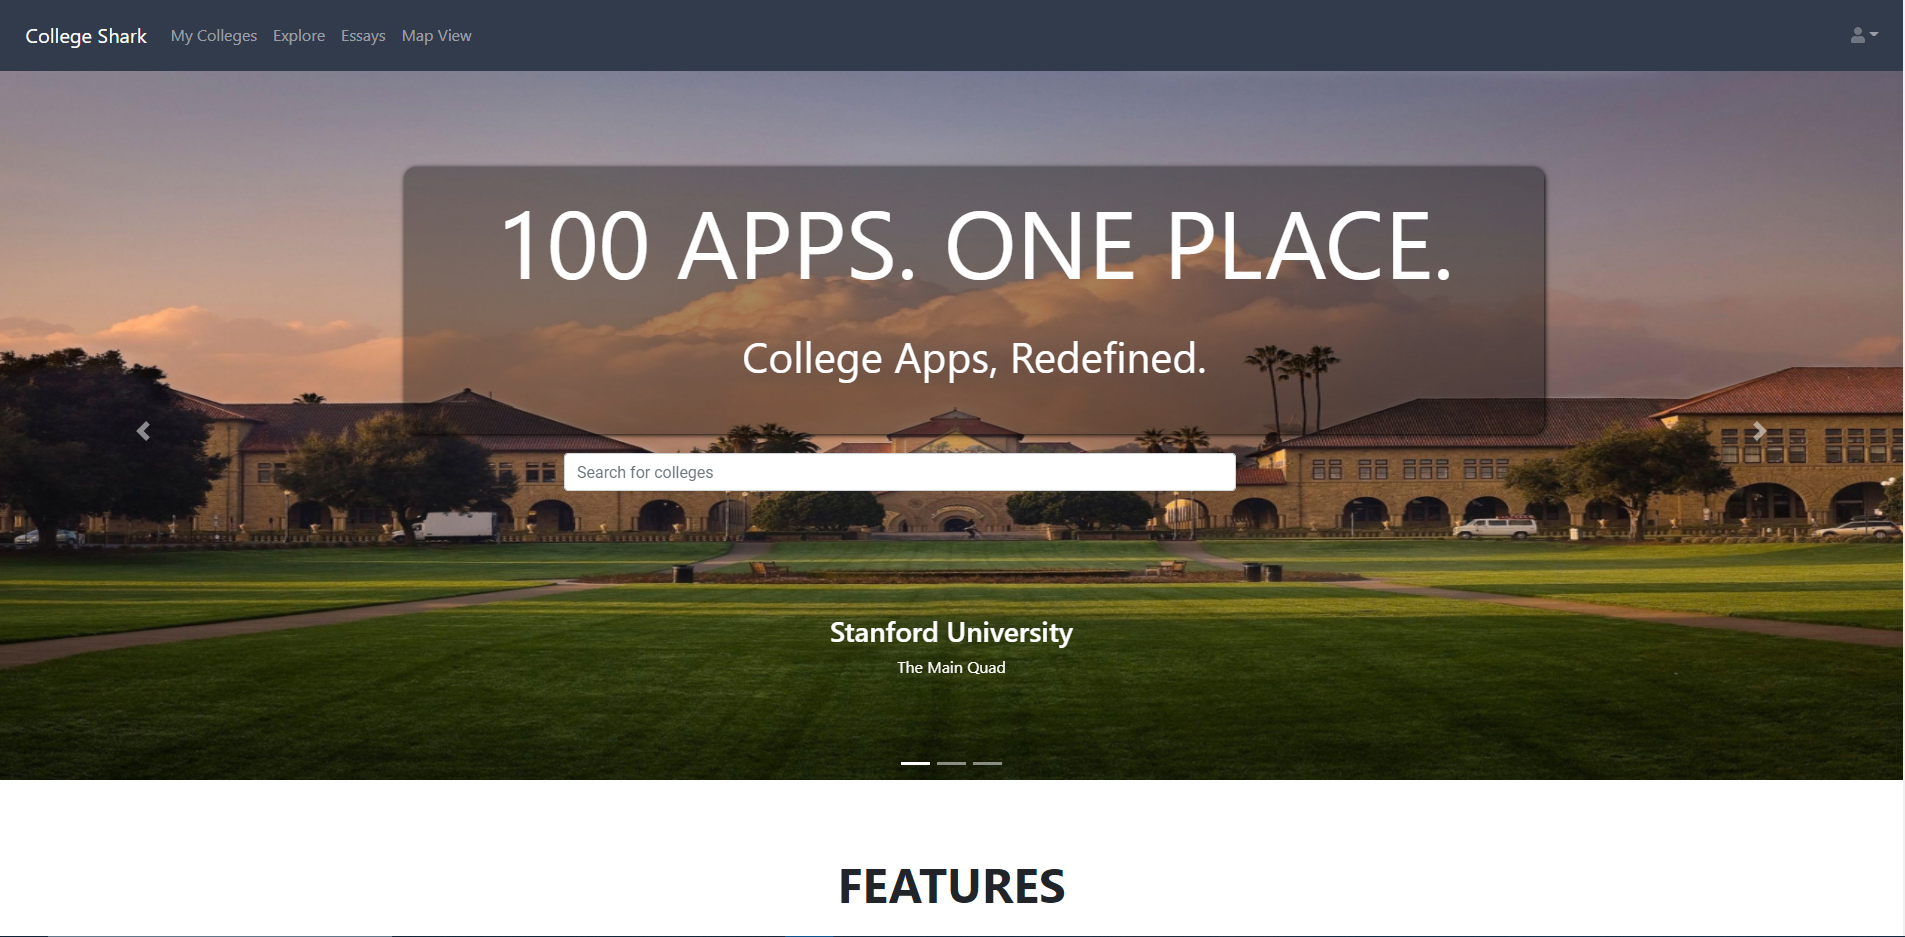 College Shark My Colleges Explore Essays Map View
100 APPS. ONE PLACE.
College Apps, Redefined.
Search for colleges
Stanford University
The Main Quad
FEATURES